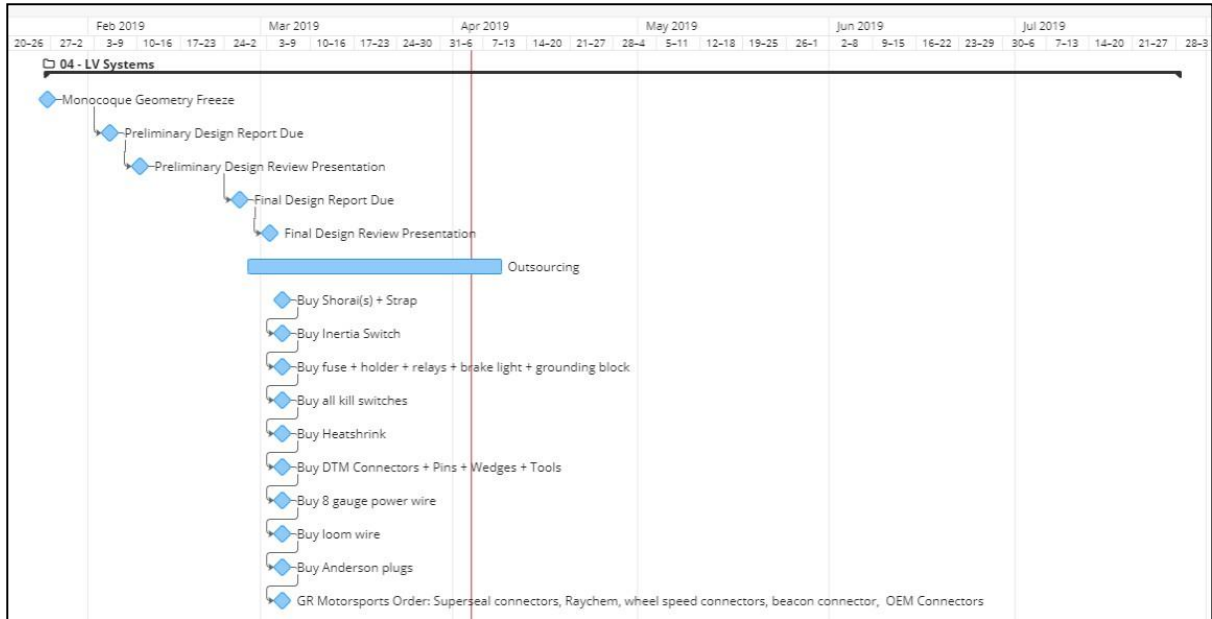 Feb 2019 Mar 2019 Apr 2019 May 2019 Jun 2019 Jul 2019
20–26 27–2 3–9 10–16 17–23 24–2 3–9 10–16 17–23 24–30 31–6 7–13 14–20 21–27 28–4 5–11 12–18 19–25 26–1 2–8 9–15 16–22 23–29 30–6 7–13 14–20 21–27 28–3
04 - LV Systems
Monocoque Geometry Freeze
Preliminary Design Report Due
Preliminary Design Review Presentation
Final Design Report Due
Final Design Review Presentation
Outsourcing
Buy Shorai(s) + Strap
Buy Inertia Switch
Buy fuse + holder + relays + brake light + grounding block
Buy all kill switches
Buy Heatshrink
Buy DTM Connectors + Pins + Wedges + Tools
Buy 8 gauge power wire
Buy loom wire
Buy Anderson plugs
GR Motorsports Order: Superseal connectors, Raychem, wheel speed connectors, beacon connector, OEM Connectors